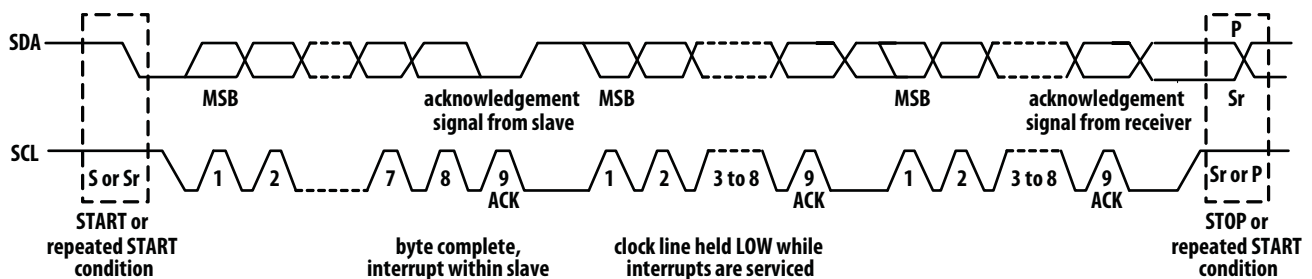 SDA
P
MSB
acknowledgement
signal from slave
MSB
MSB
acknowledgement
signal from receiver
Sr
SCL
S or Sr
1
2
7
8
9
ACK
1
2
3 to 8
9
ACK
1
2
3 to 8
9
ACK
Sr or P
START or
repeated START
condition
byte complete,
interrupt within slave
clock line held LOW while
interrupts are serviced
STOP or
repeated START
condition